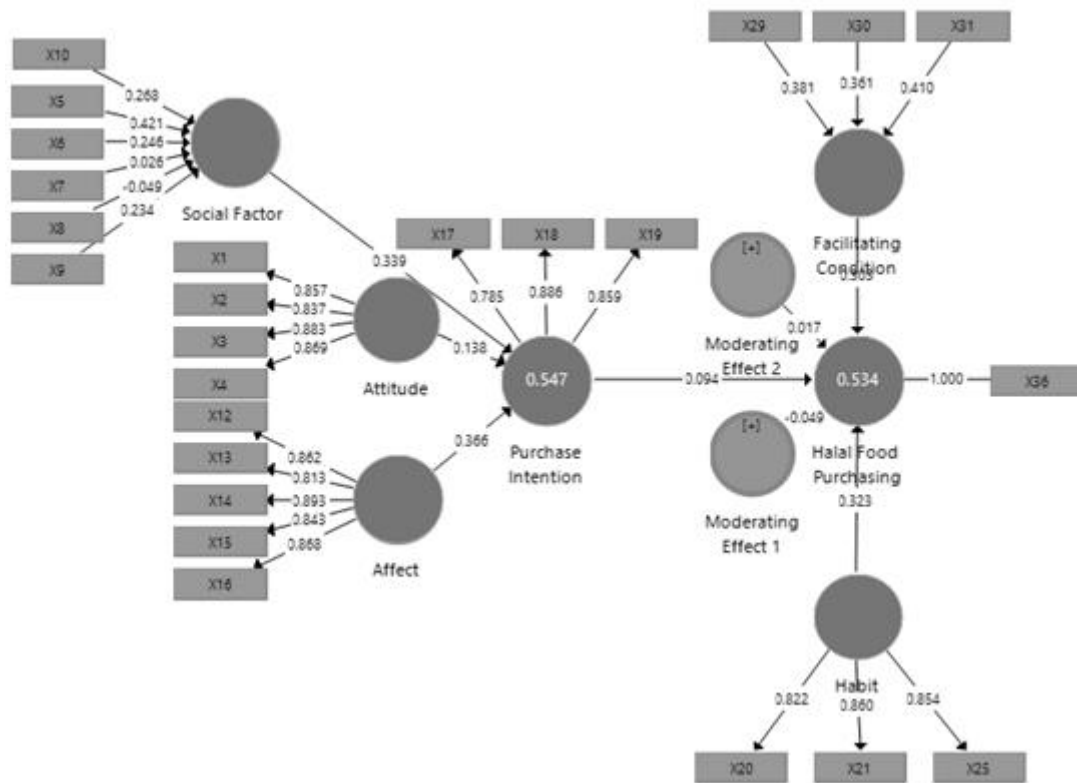 X29
X30
X31
0.381
0.361
0.410
X10
X5
X6
X7
X8
X9
0.268
0.421
0.246
0.026
-0.049
0.234
Social Factor
0.339
X1
X2
X3
X4
0.857
0.837
0.883
0.869
Attitude
0.138
X12
X13
X14
X15
X16
0.862
0.813
0.893
0.843
0.868
Affect
0.366
X17
X18
X19
0.785
0.886
0.859
0.547
Purchase
Intention
0.094
Facilitating
Condition
[+]
0.017
Moderating
Effect 2
0.534
1.000
X36
Halal Food
Purchasing
[+]
-0.049
Moderating
Effect 1
0.323
Habit
0.822
0.860
0.854
X20
X21
X25